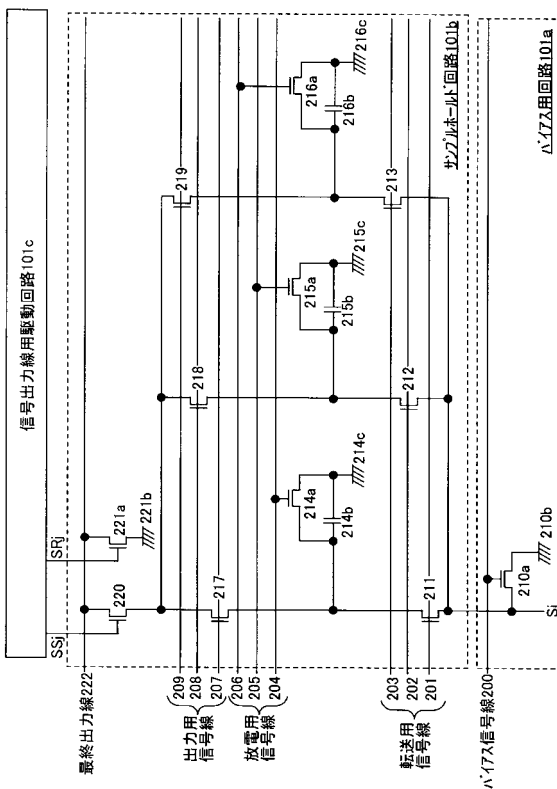 信号出力線用駆動回路101c
SSj
SRj
最終出力線222
220
221a
221b
209
208
207
出力用
信号線
206
205
204
放電用
信号線
203
202
201
転送用
信号線
217
218
219
214a
214b
214c
215a
215b
215c
216a
216b
216c
211
212
213
サンプルホールド回路101b
バイアス信号線200
210a
210b
Si
バイアス用回路101a